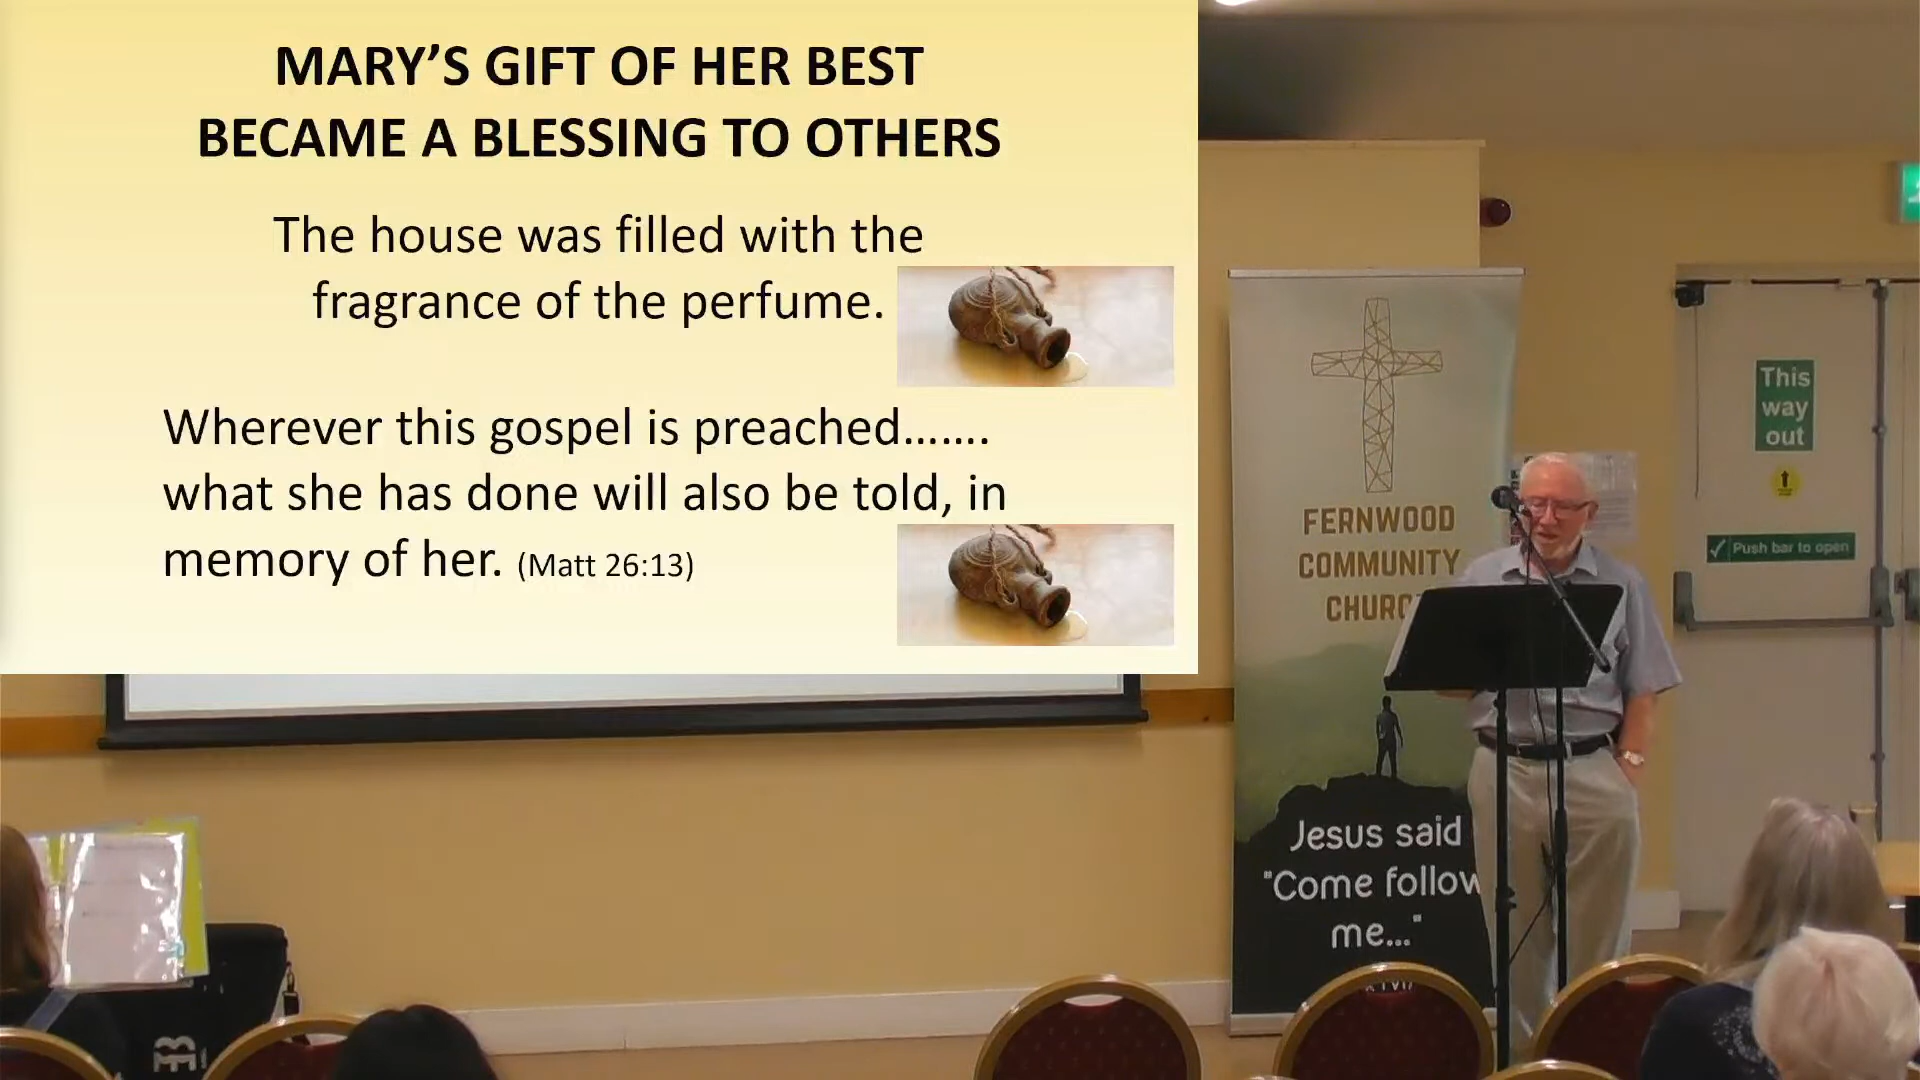 MARY’S GIFT OF HER BEST
BECAME A BLESSING TO OTHERS
The house was filled with the
fragrance of the perfume.
Wherever this gospel is preached.......
what she has done will also be told, in
memory of her. (Matt 26:13)
FERNWOOD
COMMUNITY
Jesus said
"Come follow
me..."
This
way
out
Push bar to open